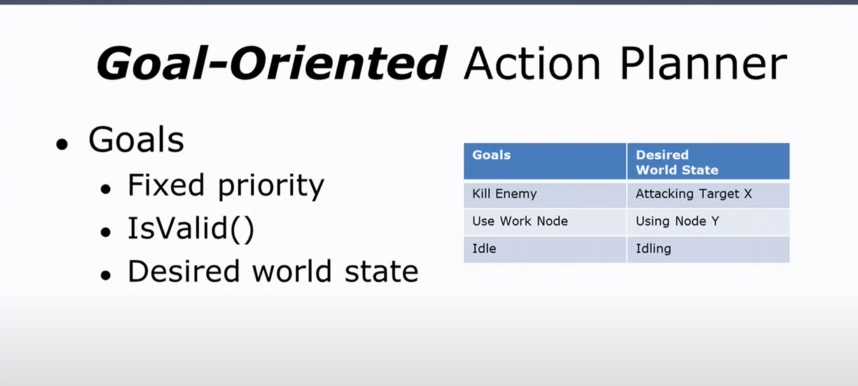 Goal-Oriented Action Planner
• Goals
• Fixed priority
• IsValid()
• Desired world state
Goals Desired
World State
Kill Enemy Attacking Target X
Use Work Node Using Node Y
Idle Idling